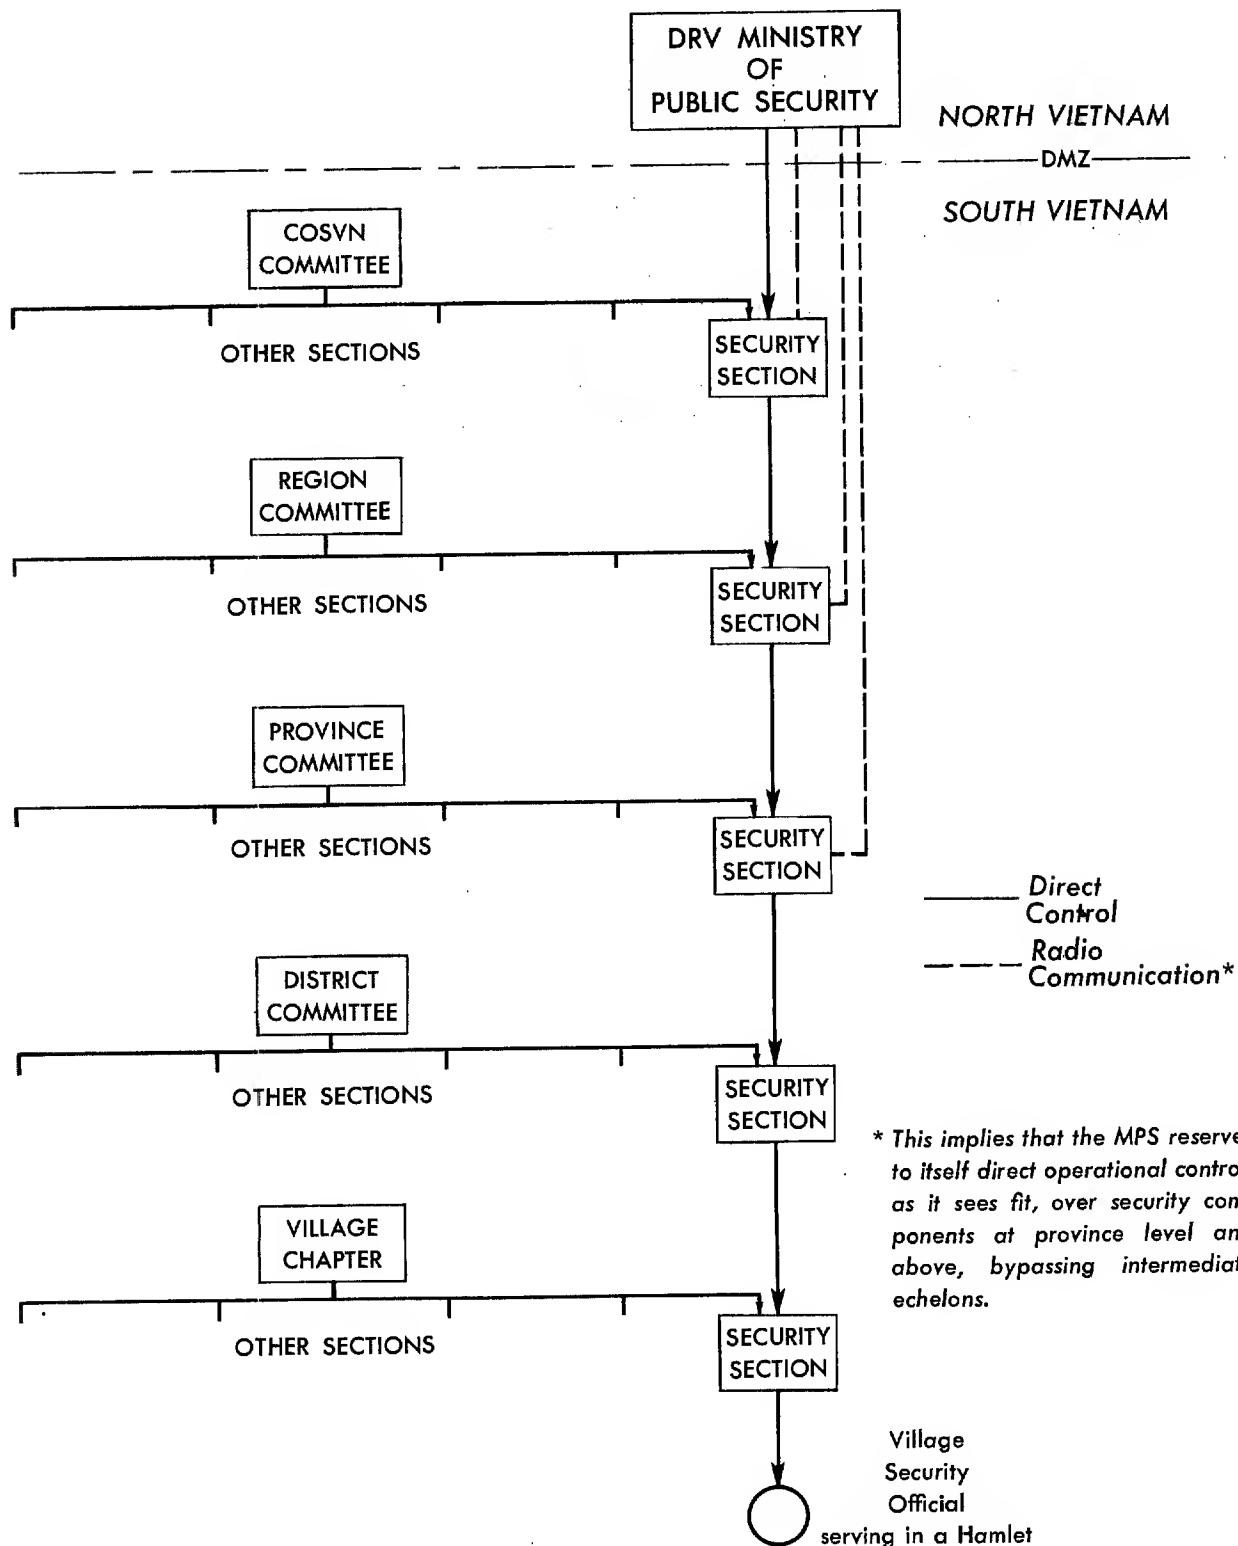 DRV MINISTRY
OF
PUBLIC SECURITY
NORTH VIETNAM
DMZ
SOUTH VIETNAM
COSVN
COMMITTEE
OTHER SECTIONS
SECURITY
SECTION
REGION
COMMITTEE
OTHER SECTIONS
SECURITY
SECTION
PROVINCE
COMMITTEE
OTHER SECTIONS
SECURITY
SECTION
Direct
Control
Radio
Communication*
DISTRICT
COMMITTEE
OTHER SECTIONS
SECURITY
SECTION
* This implies that the MPS reserve
to itself direct operational contro
as it sees fit, over security com
ponents at province level an
above, bypassing intermediat
echelons.
VILLAGE
CHAPTER
OTHER SECTIONS
SECURITY
SECTION
Village
Security
Official
serving in a Hamlet